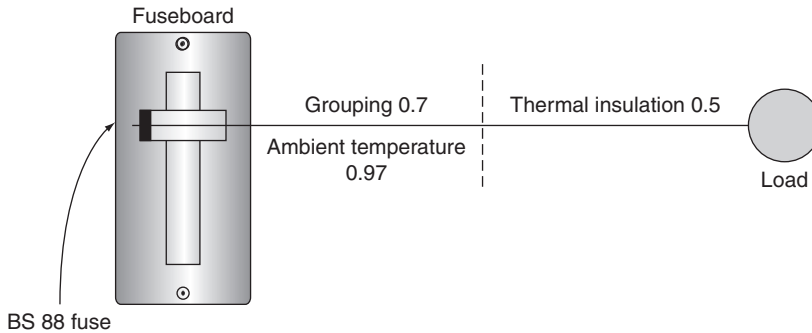 Fuseboard
Grouping 0.7
Thermal insulation 0.5
Ambient temperature
0.97
Load
BS 88 fuse